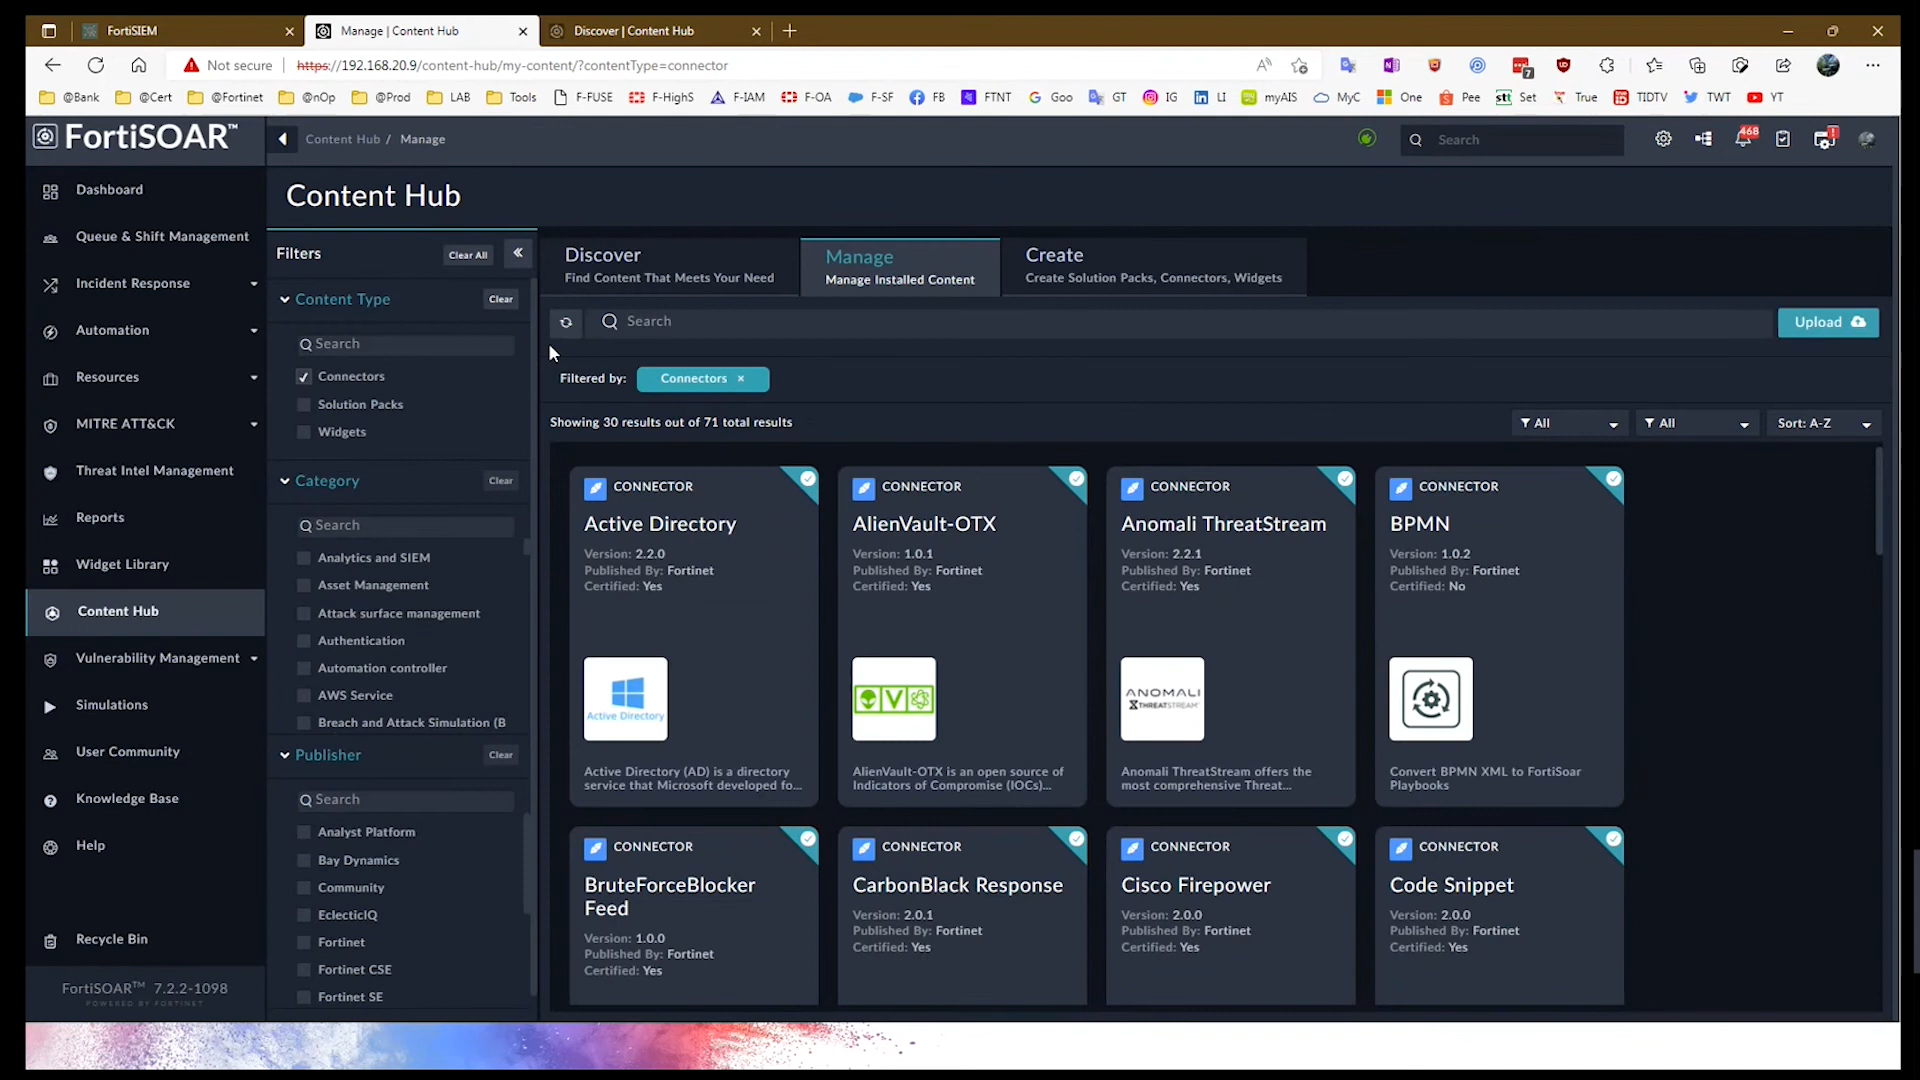 FortiSIEM
Manage | Content Hub
Discover | Content Hub
Not secure
https://192.168.20.9/content-hub/my-content/?contentType=connector
7
@Bank
@Cert
@Fortinet
@nOp
@Prod
LAB
Tools
F-FUSE
F-HighS
F-IAM
F-OA
F-SF
FB
FTNT
Goo
GT
IG
LI
myAIS
MyC
One
Pee
stt Set
True
TIDTV
TWT
YT
FortiSOAR™
Content Hub / Manage
Search
468
Dashboard
Queue & Shift Management
Incident Response
Automation
Resources
MITRE ATT&CK
Threat Intel Management
Reports
Widget Library
Content Hub
Vulnerability Management
Simulations
User Community
Knowledge Base
Help
Recycle Bin
FortiSOAR™ 7.2.2-1098
POWERED BY FORTINET
Content Hub
Filters
Clear All
Content Type
Clear
Search
Connectors
Solution Packs
Widgets
Category
Clear
Search
Analytics and SIEM
Asset Management
Attack surface management
Authentication
Automation controller
AWS Service
Breach and Attack Simulation (B
Publisher
Clear
Search
Analyst Platform
Bay Dynamics
Community
EclecticIQ
Fortinet
Fortinet CSE
Fortinet SE
Discover
Find Content That Meets Your Need
Manage
Manage Installed Content
Create
Create Solution Packs, Connectors, Widgets
Search
Upload
Filtered by:
Connectors ×
Showing 30 results out of 71 total results
All
All
Sort: A-Z
CONNECTOR
Active Directory
Version: 2.2.0
Published By: Fortinet
Certified: Yes
Active Directory
Active Directory (AD) is a directory
service that Microsoft developed fo...
CONNECTOR
AlienVault-OTX
Version: 1.0.1
Published By: Fortinet
Certified: Yes
V
AlienVault-OTX is an open source of
Indicators of Compromise (IOCs)...
CONNECTOR
Anomali ThreatStream
Version: 2.2.1
Published By: Fortinet
Certified: Yes
ANOMALI
THREATSTREAM
Anomali ThreatStream offers the
most comprehensive Threat...
CONNECTOR
BPMN
Version: 1.0.2
Published By: Fortinet
Certified: No
Convert BPMN XML to FortiSoar
Playbooks
CONNECTOR
BruteForceBlocker
Feed
Version: 1.0.0
Published By: Fortinet
Certified: Yes
CONNECTOR
CarbonBlack Response
Version: 2.0.1
Published By: Fortinet
Certified: Yes
CONNECTOR
Cisco Firepower
Version: 2.0.0
Published By: Fortinet
Certified: Yes
CONNECTOR
Code Snippet
Version: 2.0.0
Published By: Fortinet
Certified: Yes